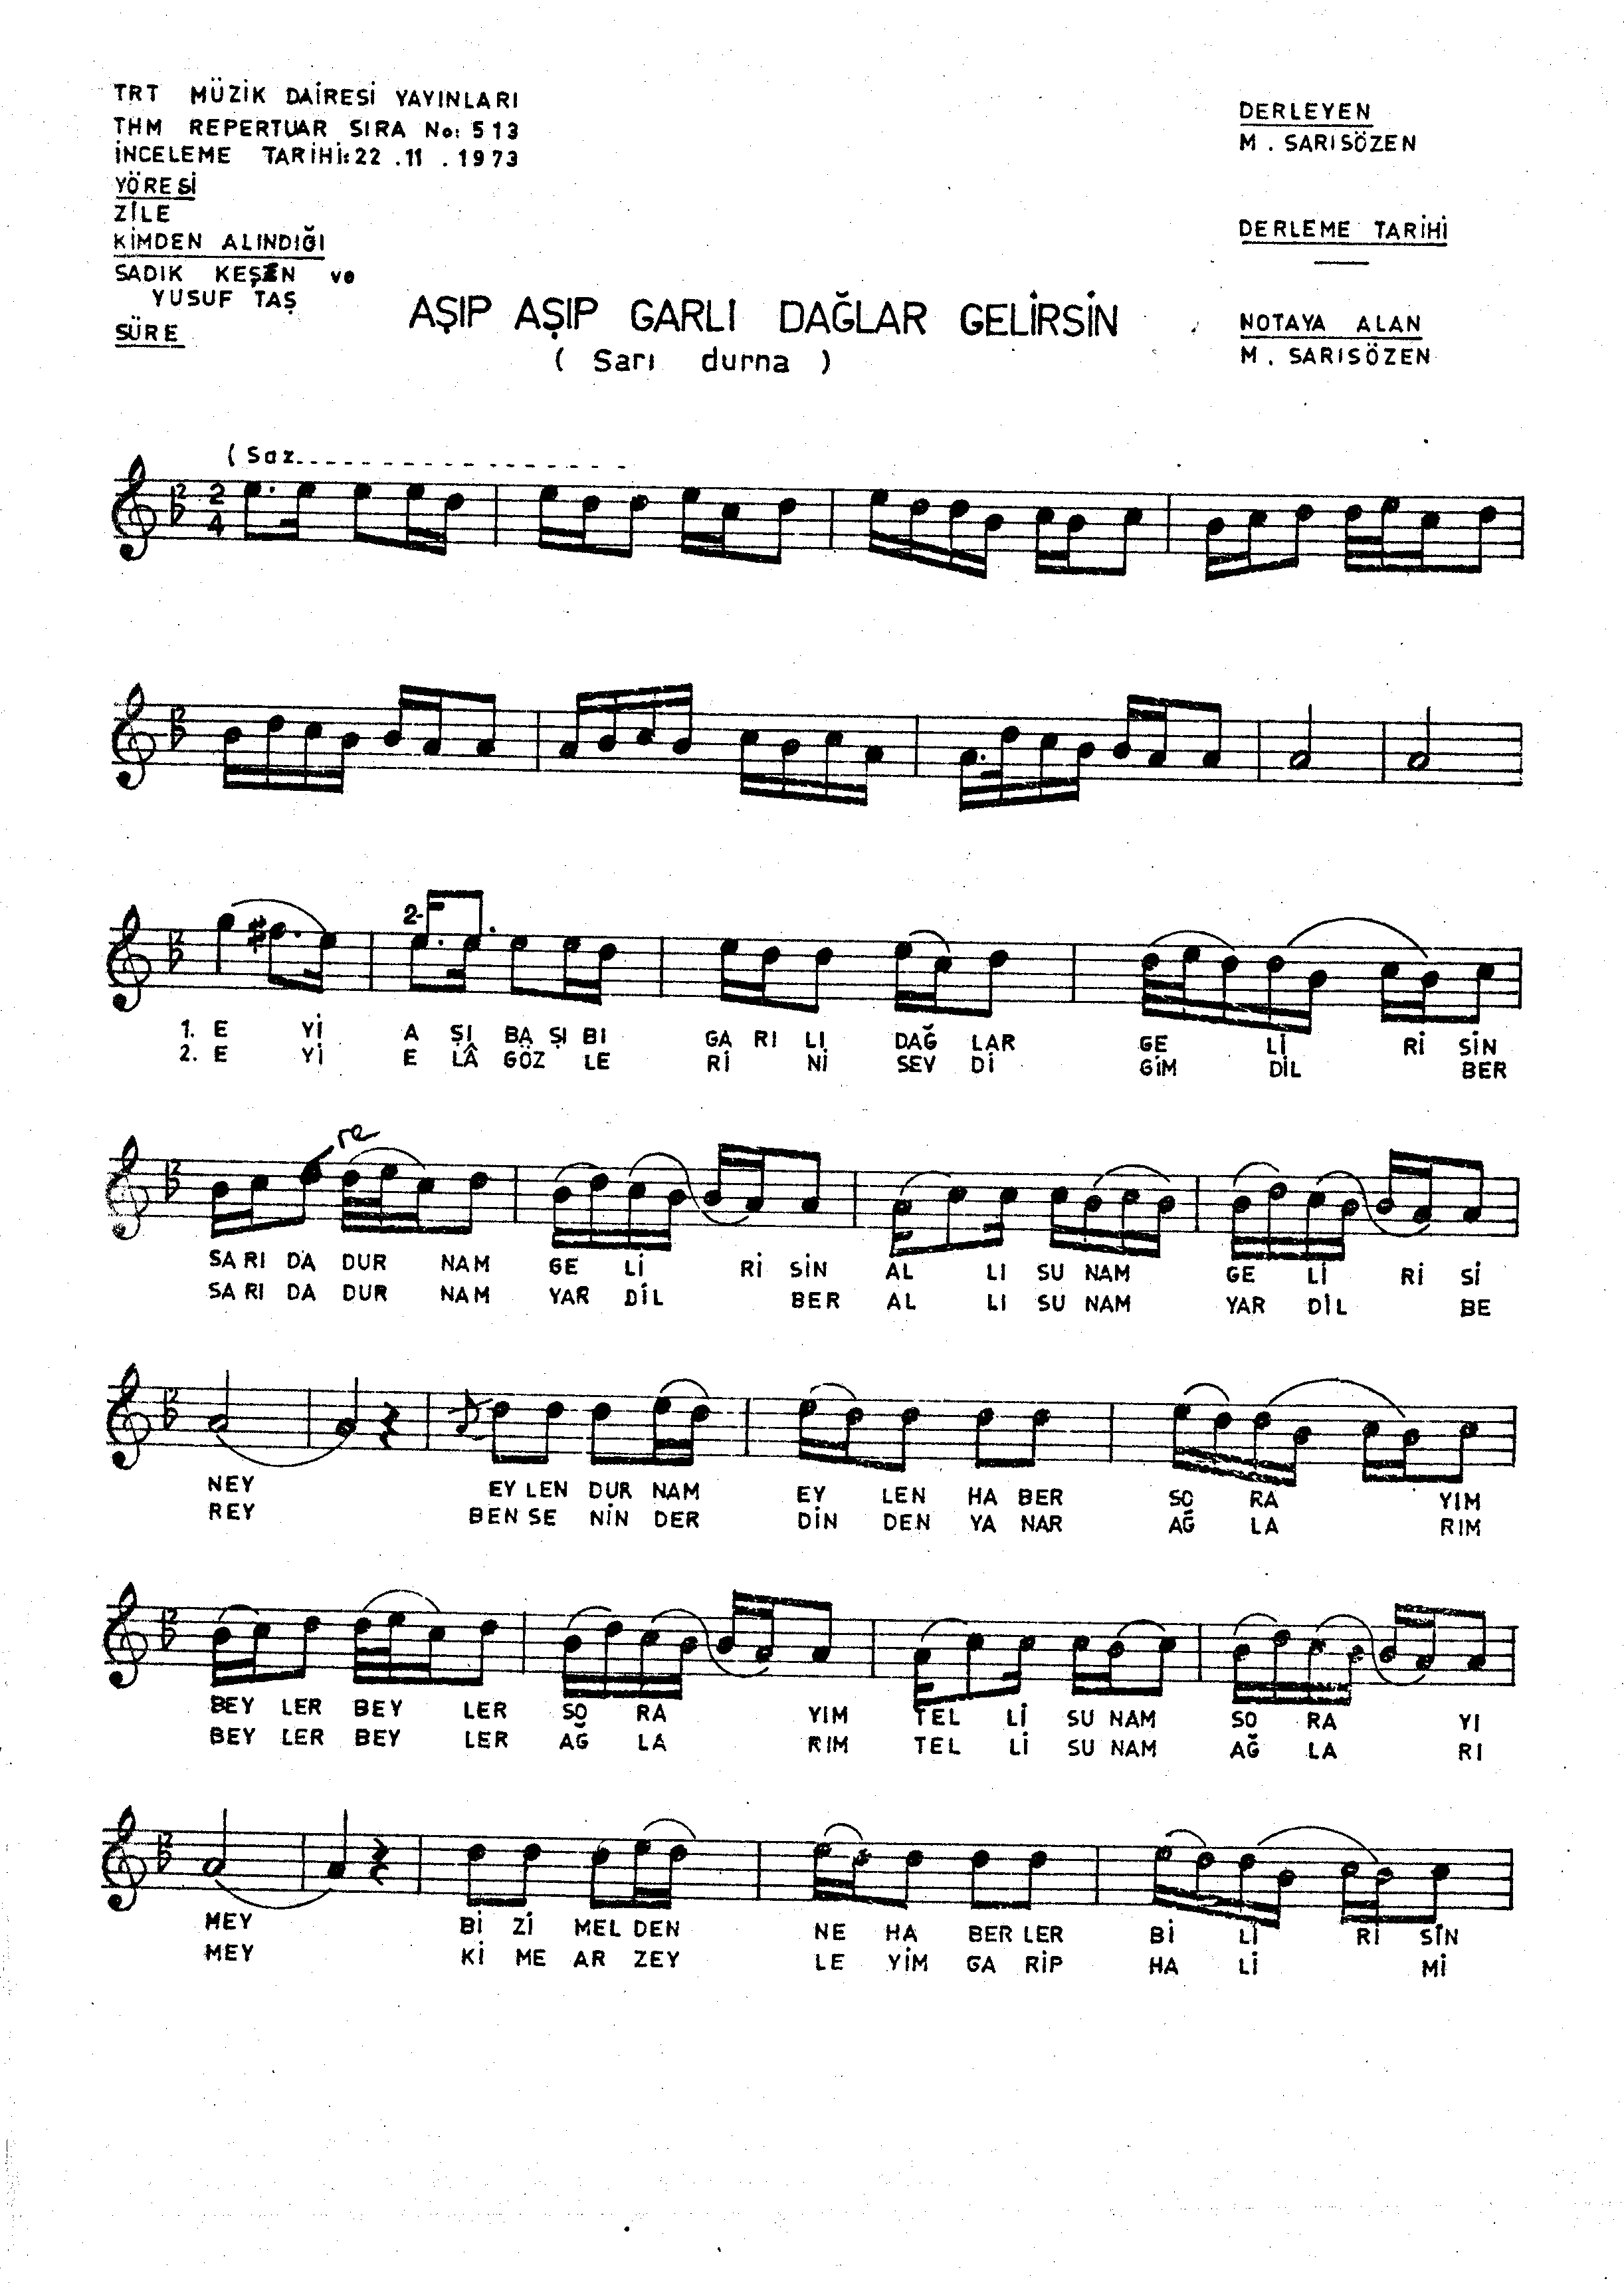 TRT MÜZİK DAİRESİ YAYINLARI
THM REPERTUAR SIRA No: 513
İNCELEME TARİHİ: 22.11.1973
YÖRESİ
ZİLE
KİMDEN ALINDIĞI
SADIK KEŞEN ve
YUSUF TAŞ
SÜRE
DERLEYEN
M. SARISÖZEN
DERLEME TARİHİ
NOTAYA ALAN
M. SARISÖZEN
AŞIP AŞIP GARLI DAĞLAR GELİRSİN
( Sarı durna )
( Saz
2
4
2-
1. E Yİ A ŞI BA ŞI BI GA RI LI DAĞ LAR GE Lİ Rİ SİN
2. E Yİ E LÂ GÖZ LE Rİ Nİ SEV Dİ GİM DİL BER
re
SA RI DA DUR NAM GE Lİ Rİ SİN AL LI SU NAM GE Lİ Rİ Sİ
SA RI DA DUR NAM YAR DİL BER AL LI SU NAM YAR DİL BE
NEY EY LEN DUR NAM EY LEN HA BER SO RA YIM
REY BEN SE NİN DER DİN DEN YA NAR AĞ LA RIM
BEY LER BEY LER SO RA YIM TEL Lİ SU NAM SO RA YI
BEY LER BEY LER AĞ LA RIM TEL Lİ SU NAM AĞ LA RI
MEY Bİ Zİ MEL DEN NE HA BER LER Bİ Lİ Rİ SİN
MEY Kİ ME AR ZEY LE YİM GA RİP HA Lİ Mİ